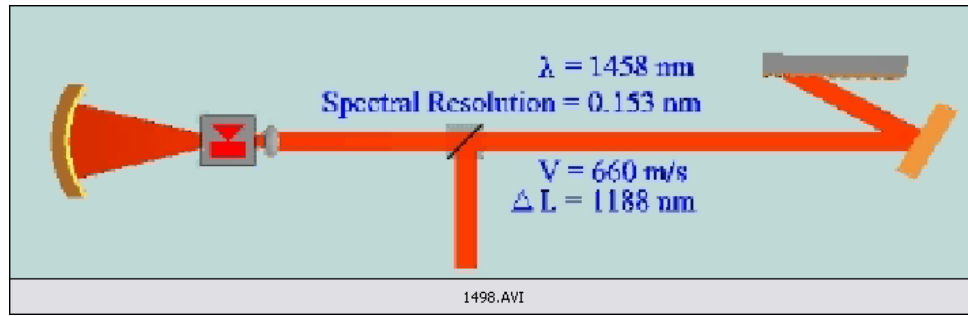 λ = 1458 nm
Spectral Resolution = 0.153 nm
V = 660 m/s
Δ L = 1188 nm
1498.AVI